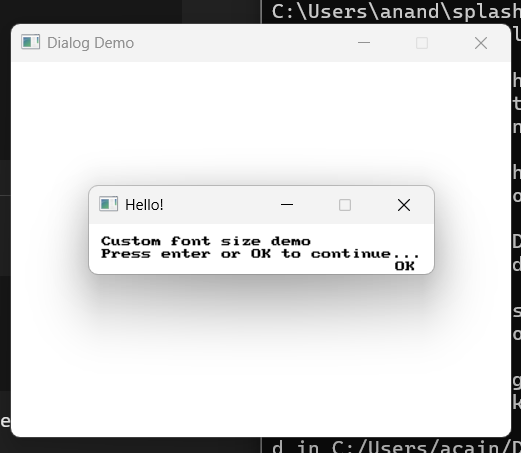 C:\Users\anand\splash
Dialog Demo
Hello!
Custom font size demo
Press enter or OK to continue...
OK
d in C:/Users/acain/D